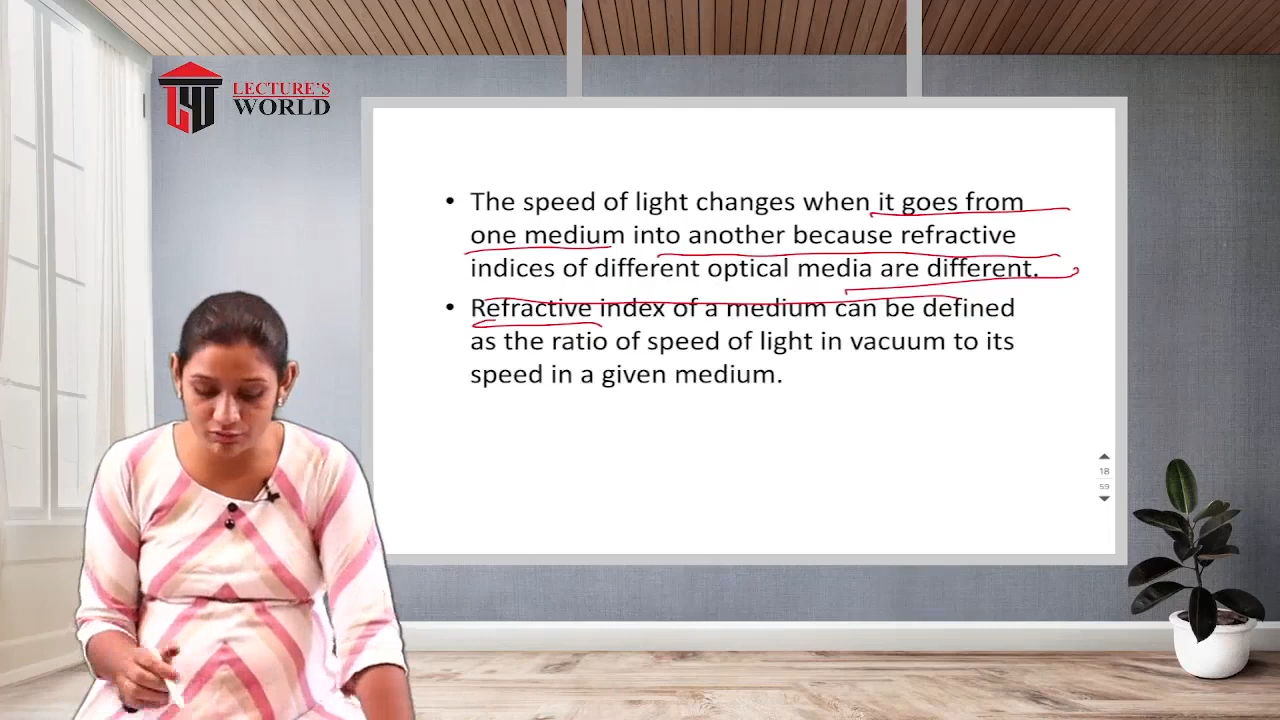 LECTURE'S
WORLD
• The speed of light changes when it goes from
one medium into another because refractive
indices of different optical media are different.
• Refractive index of a medium can be defined
as the ratio of speed of light in vacuum to its
speed in a given medium.
18
59